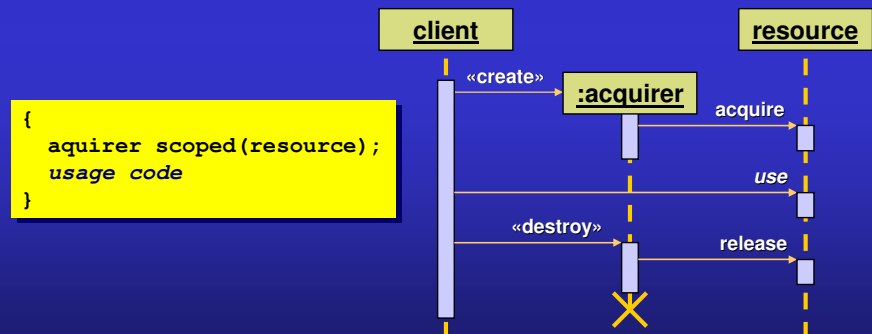 client
resource
«create»
:acquirer
acquire
{
aquirer scoped(resource);
usage code
}
use
«destroy»
release